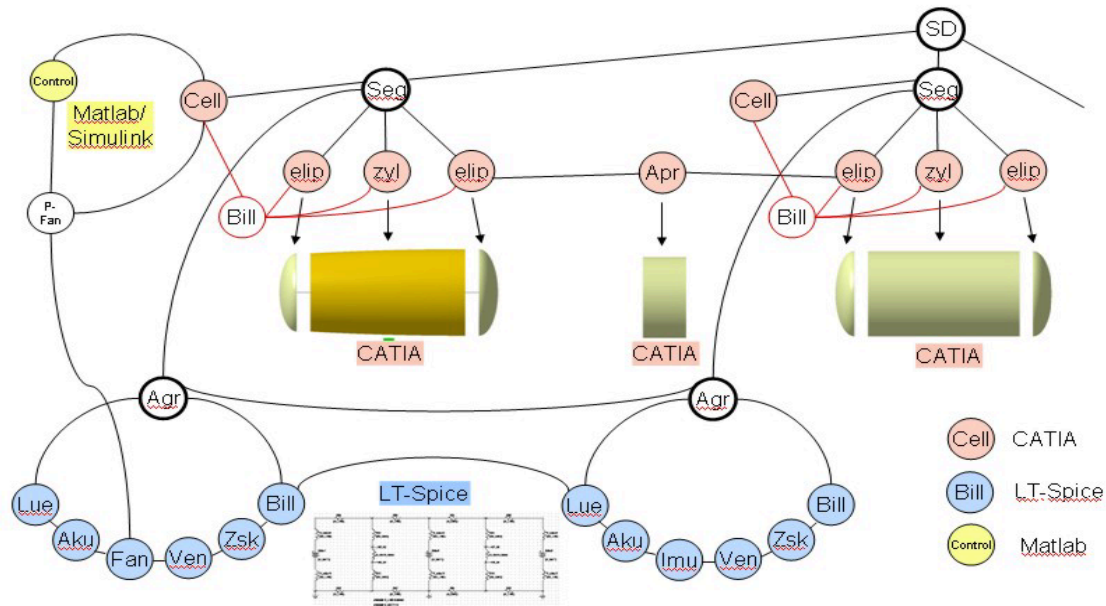 SD
Control
Cell
Seg
Cell
Seg
Matlab/
Simulink
elip
zyl
elip
Apr
elip
zyl
elip
P-
Fan
Bill
Bill
CATIA
CATIA
CATIA
Agr
Agr
Cell CATIA
Lue
Bill
LT-Spice
Lue
Bill
Bill LT-Spice
Aku
Zsk
Aku
Zsk
Fan
Ven
Imu
Ven
Control Matlab